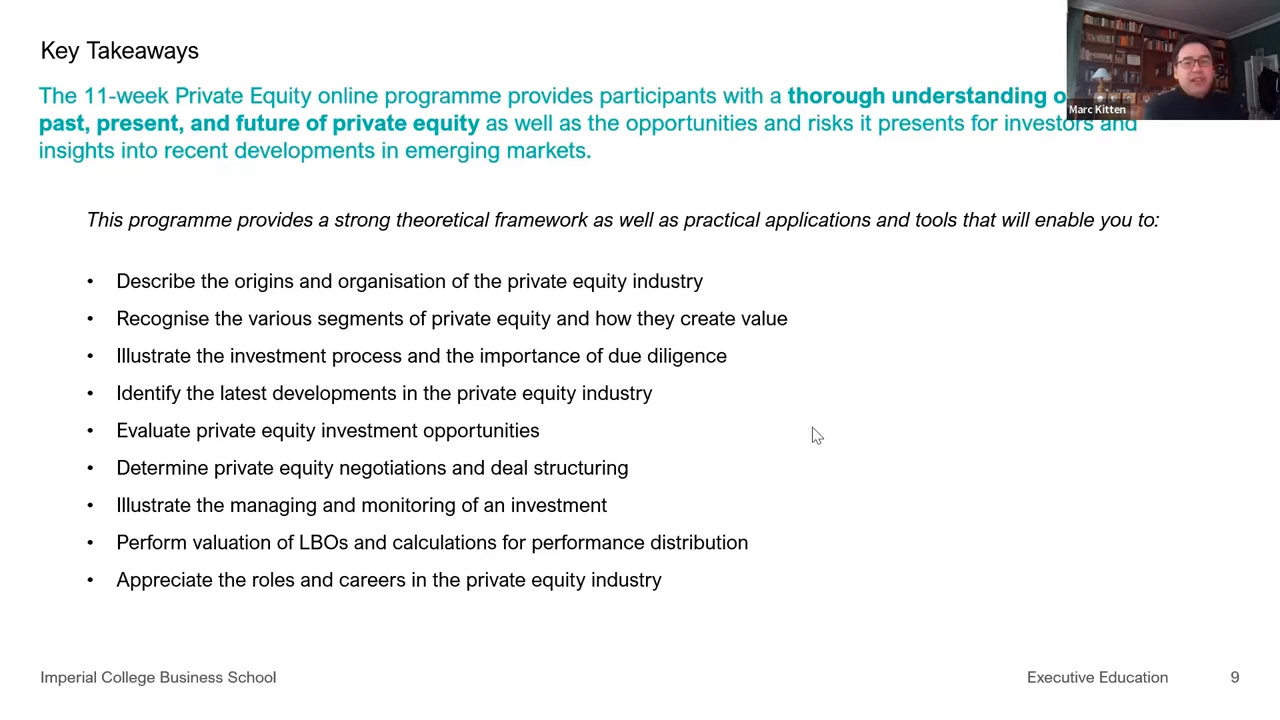 Key Takeaways
The 11-week Private Equity online programme provides participants with a thorough understanding
Marc Kitten
past, present, and future of private equity as well as the opportunities and risks it presents for investors and
insights into recent developments in emerging markets.
This programme provides a strong theoretical framework as well as practical applications and tools that will enable you to:
• Describe the origins and organisation of the private equity industry
• Recognise the various segments of private equity and how they create value
• Illustrate the investment process and the importance of due diligence
• Identify the latest developments in the private equity industry
• Evaluate private equity investment opportunities
• Determine private equity negotiations and deal structuring
• Illustrate the managing and monitoring of an investment
• Perform valuation of LBOs and calculations for performance distribution
• Appreciate the roles and careers in the private equity industry
Imperial College Business School
Executive Education
9